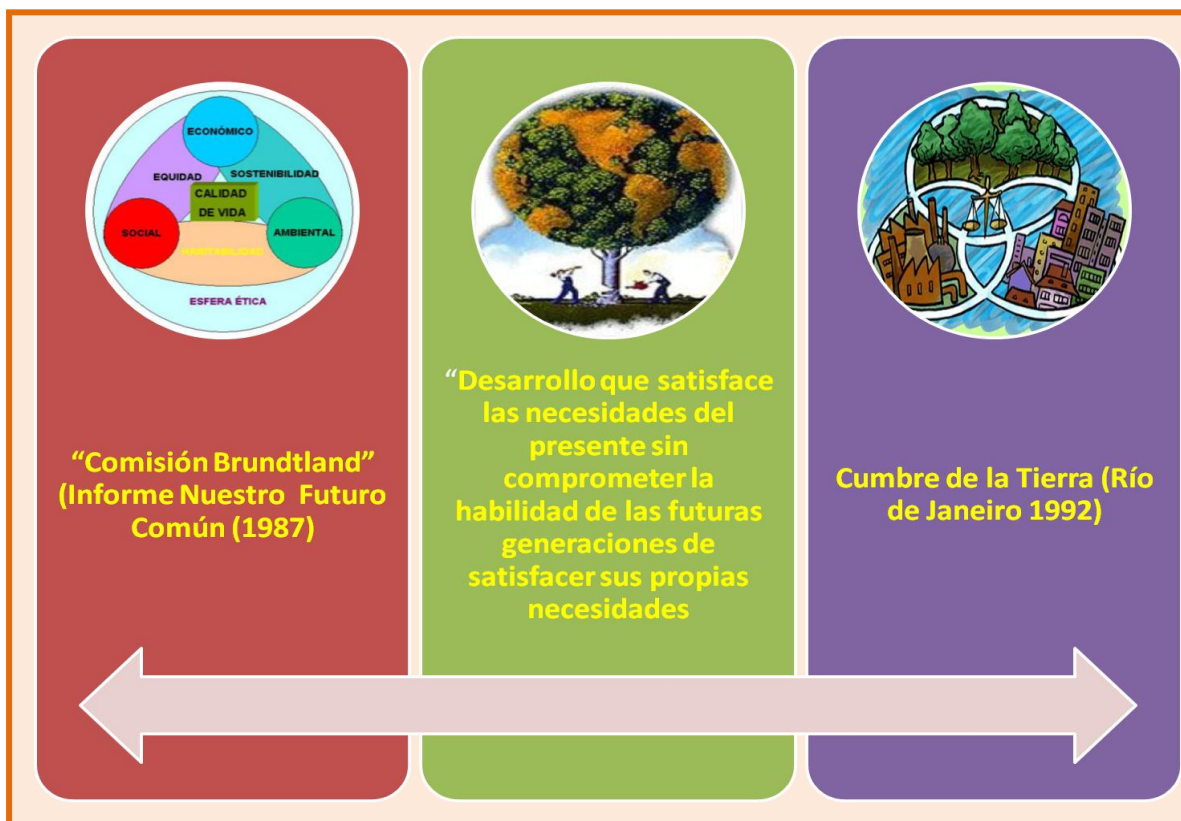 ECONÓMICO
EQUIDAD
SOSTENIBILIDAD
CALIDAD
DE VIDA
SOCIAL
AMBIENTAL
HABITABILIDAD
ESFERA ÉTICA
“Comisión Brundtland”
(Informe Nuestro Futuro
Común (1987)
“Desarrollo que satisface
las necesidades del
presente sin
comprometer la
habilidad de las futuras
generaciones de
satisfacer sus propias
necesidades
Cumbre de la Tierra (Río
de Janeiro 1992)